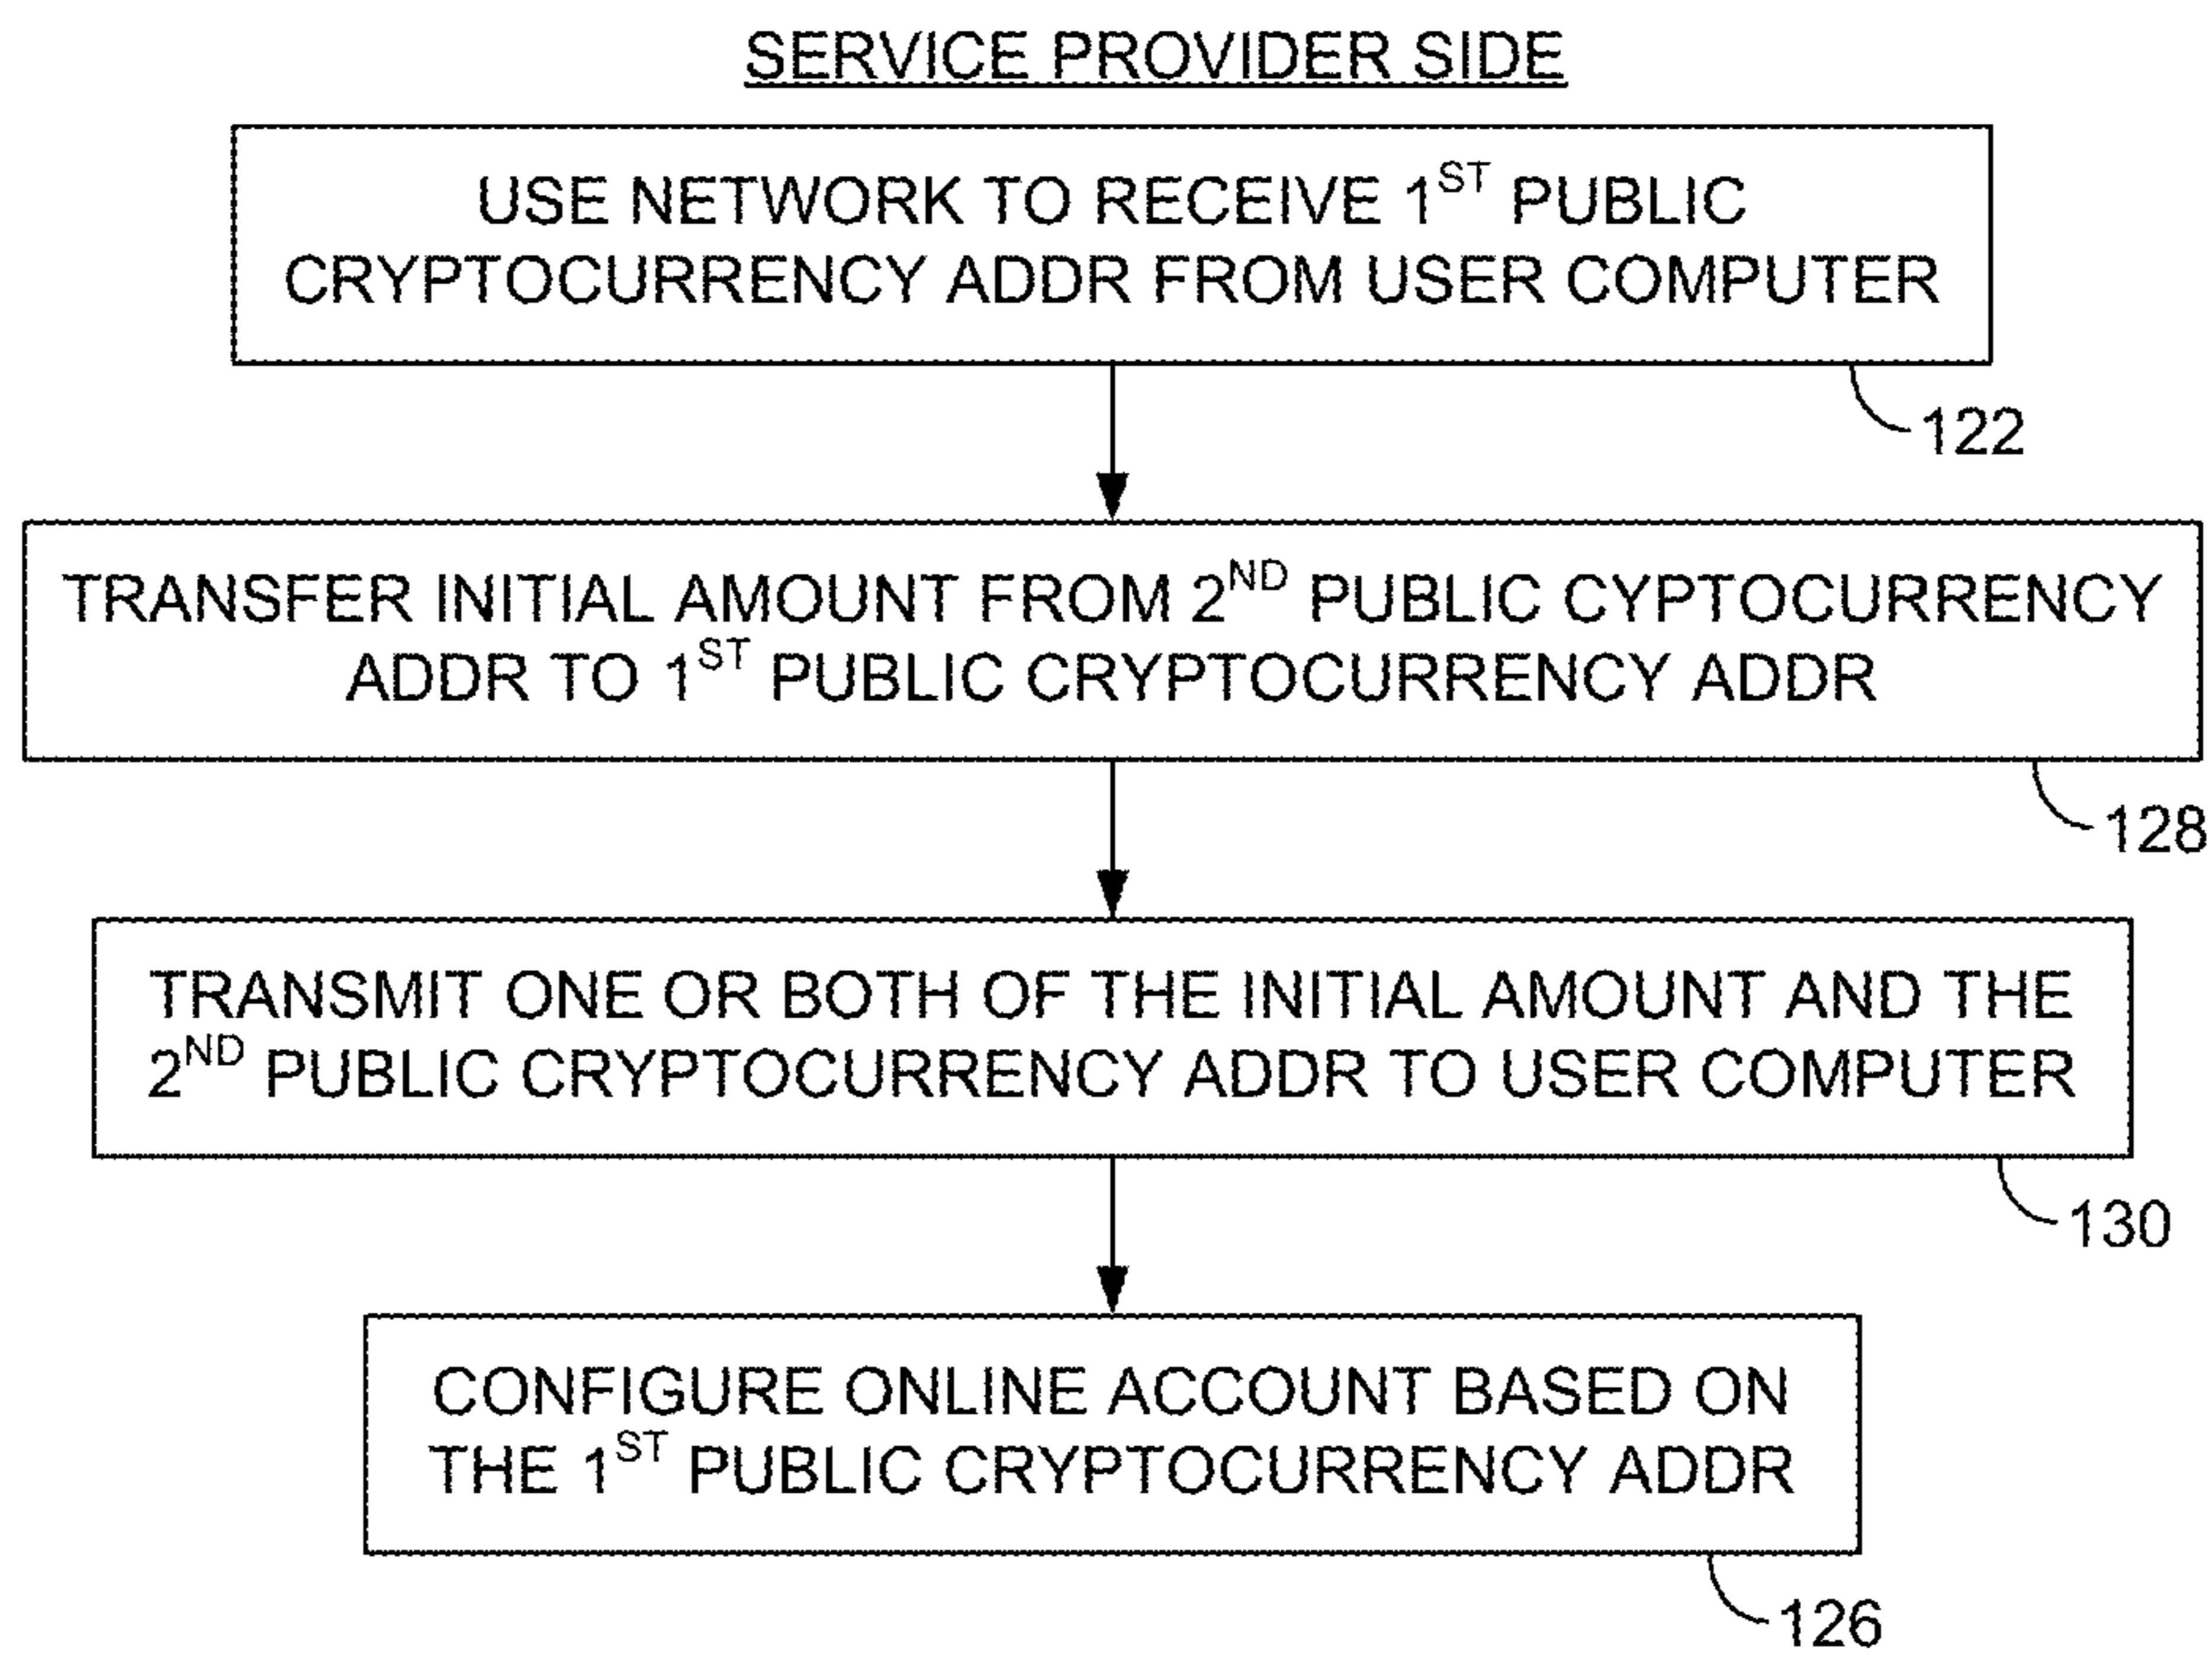 SERVICE PROVIDER SIDE
USE NETWORK TO RECEIVE 1ST PUBLIC
CRYPTOCURRENCY ADDR FROM USER COMPUTER
122
TRANSFER INITIAL AMOUNT FROM 2ND PUBLIC CYPTOCURRENCY
ADDR TO 1ST PUBLIC CRYPTOCURRENCY ADDR
128
TRANSMIT ONE OR BOTH OF THE INITIAL AMOUNT AND THE
2ND PUBLIC CRYPTOCURRENCY ADDR TO USER COMPUTER
130
CONFIGURE ONLINE ACCOUNT BASED ON
THE 1ST PUBLIC CRYPTOCURRENCY ADDR
126